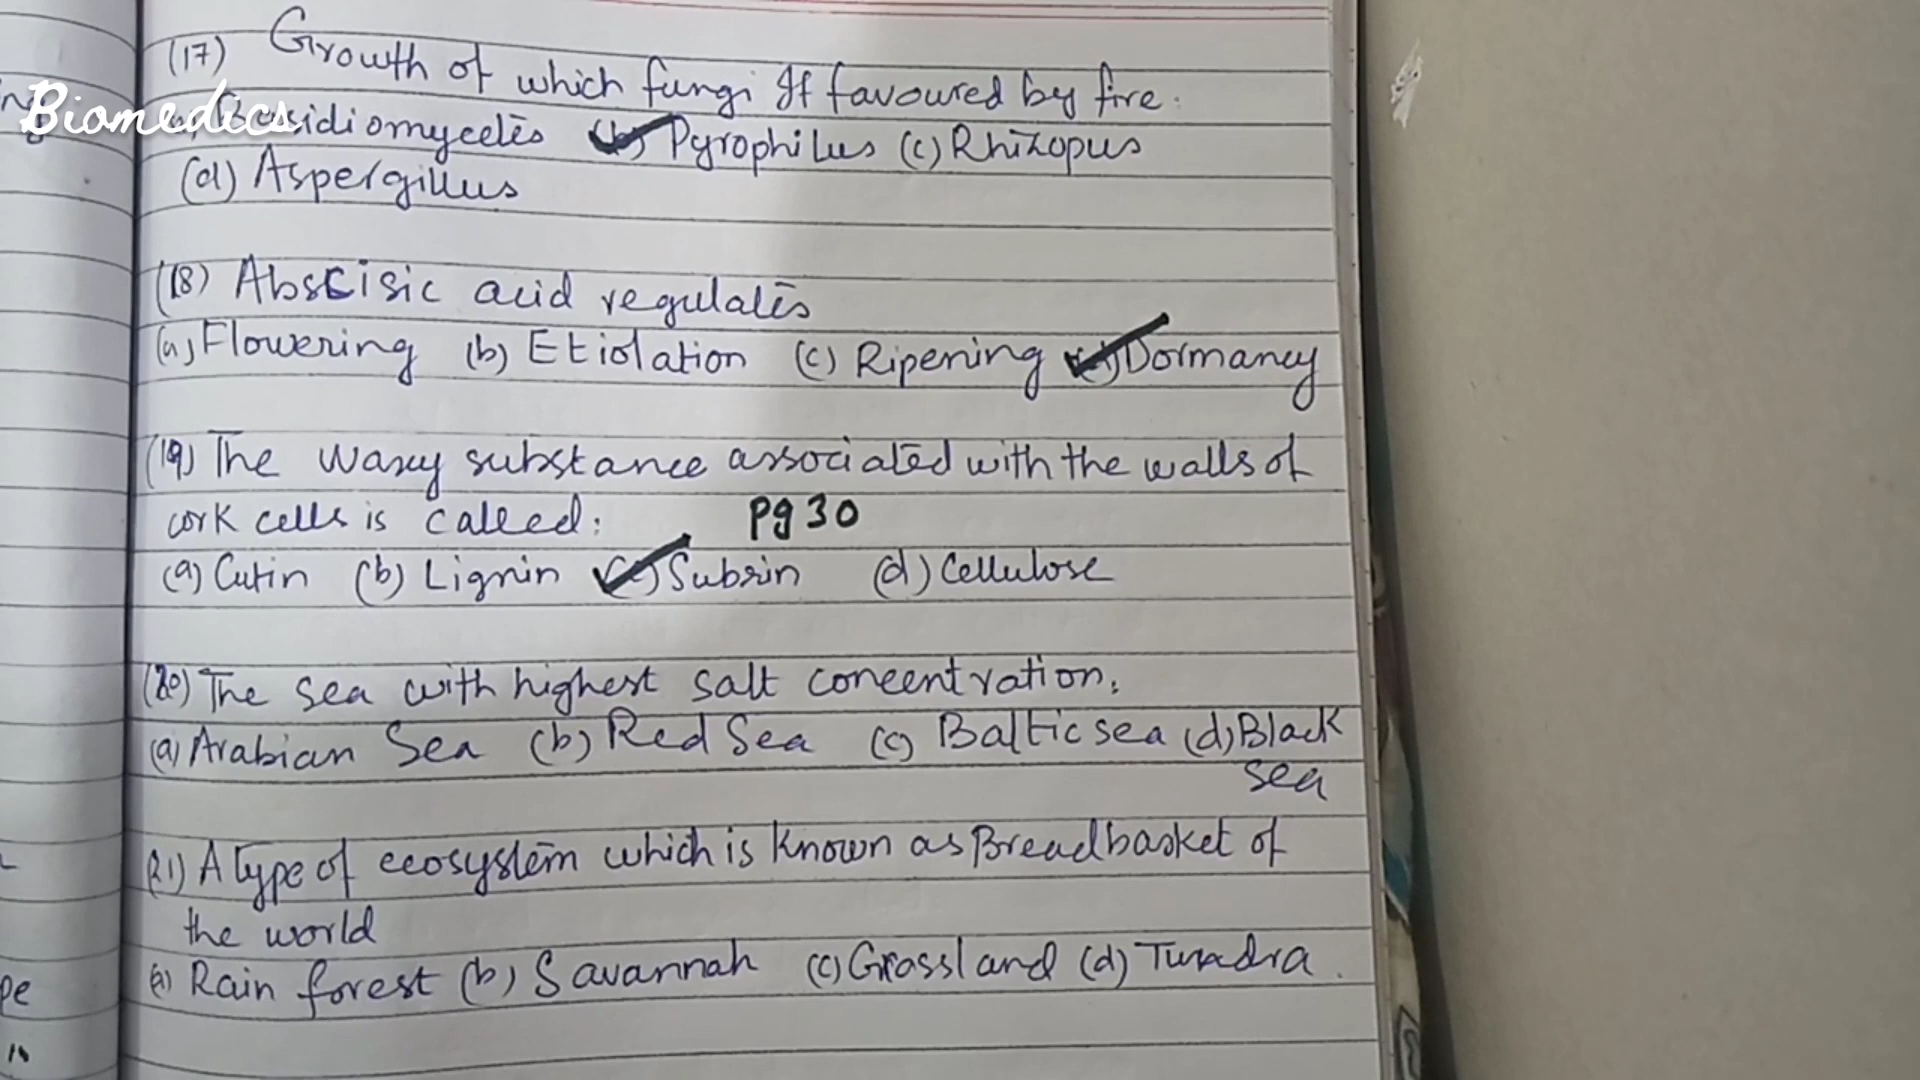 (17) Growth of which fungi If favoured by fire.
Biomedics
Basidiomycetes (b) Pyrophilus (c) Rhizopus
(d) Aspergillus
(18) Abscisic acid regulates
(a) Flowering (b) Etiolation (c) Ripening (d) Dormancy
(19) The waxy substance associated with the walls of
cork cells is called: Pg 30
(a) Cutin (b) Lignin (c) Subrin (d) Cellulose
(20) The sea with highest salt concentration.
(a) Arabian Sea (b) Red Sea (c) Baltic sea (d) Black
sea
(21) A type of ecosystem which is known as Breadbasket of
the world
(a) Rain forest (b) Savannah (c) Grassland (d) Tundra.